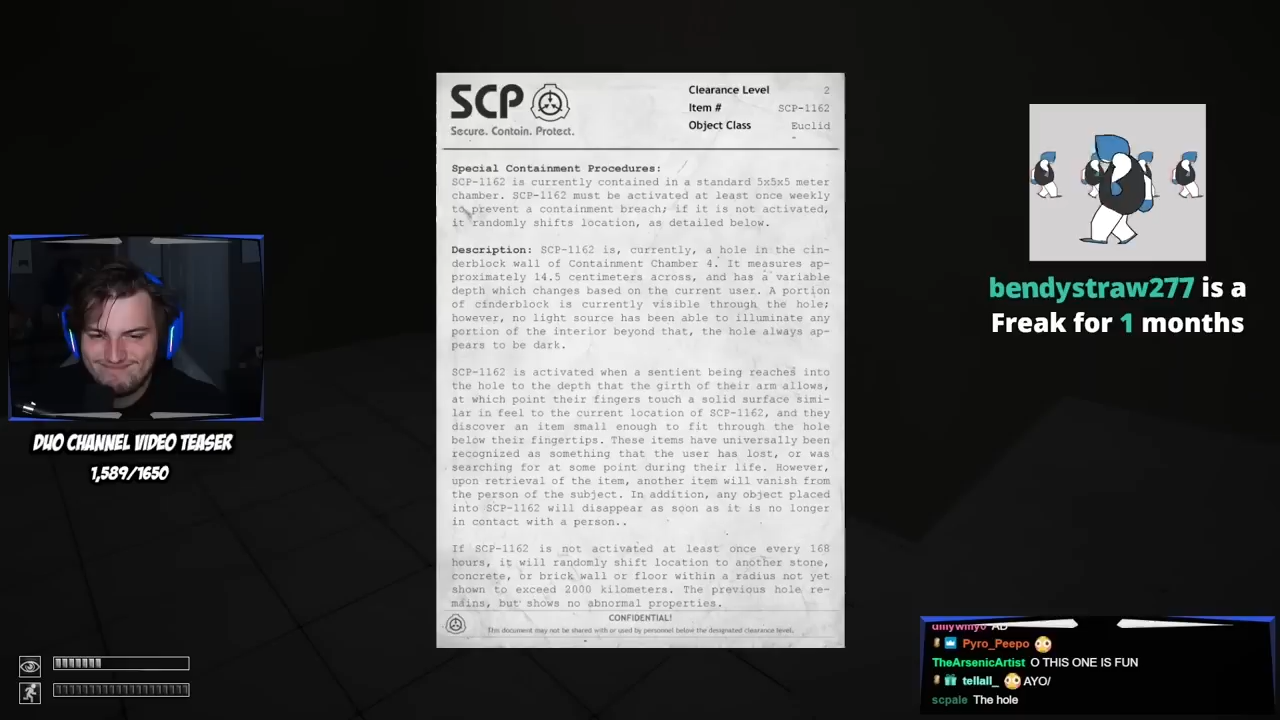 SCP
Secure. Contain. Protect.
Clearance Level 2
Item # SCP-1162
Object Class Euclid
Special Containment Procedures:
SCP-1162 is currently contained in a standard 5x5x5 meter
chamber. SCP-1162 must be activated at least once weekly
to prevent a containment breach; if it is not activated,
it randomly shifts location, as detailed below.
Description: SCP-1162 is, currently, a hole in the cin-
derblock wall of Containment Chamber 4. It measures ap-
proximately 14.5 centimeters across, and has a variable
depth which changes based on the current user. A portion
of cinderblock is currently visible through the hole;
however, no light source has been able to illuminate any
portion of the interior beyond that, the hole always ap-
pears to be dark.
SCP-1162 is activated when a sentient being reaches into
the hole to the depth that the girth of their arm allows,
at which point their fingers touch a solid surface simi-
lar in feel to the current location of SCP-1162, and they
discover an item small enough to fit through the hole
below their fingertips. These items have universally been
recognized as something that the user has lost, or was
searching for at some point during their life. However,
upon retrieval of the item, another item will vanish from
the person of the subject. In addition, any object placed
into SCP-1162 will disappear as soon as it is no longer
in contact with a person..
If SCP-1162 is not activated at least once every 168
hours, it will randomly shift location to another stone,
concrete, or brick wall or floor within a radius not yet
shown to exceed 2000 kilometers. The previous hole re-
mains, but shows no abnormal properties.
CONFIDENTIAL!
This document may not be shared with or used by personnel below the designated clearance level.
DUO CHANNEL VIDEO TEASER
1,589/1650
bendystraw277 is a
Freak for 1 months
Pyro_Peepo
TheArsenicArtist O THIS ONE IS FUN
tellall_ AYO/
scpale The hole